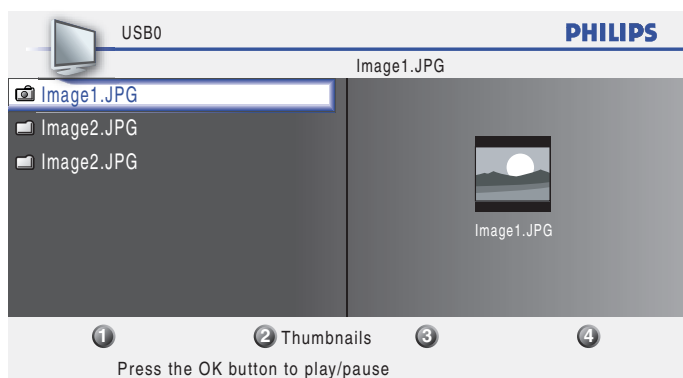 USB0
PHILIPS
Image1.JPG
Image1.JPG
Image2.JPG
Image2.JPG
Image1.JPG
1 2 Thumbnails 3 4
Press the OK button to play/pause